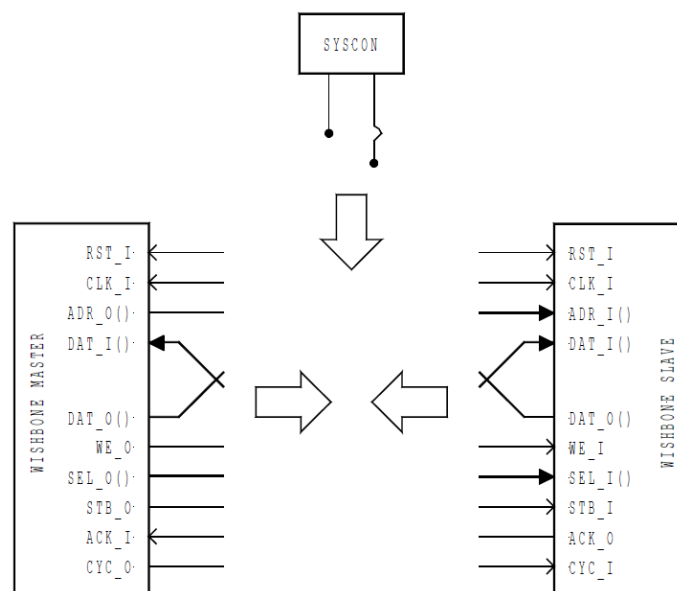 SYSCON
WISHBONE MASTER
RST_I
CLK_I
ADR_O()
DAT_I()
DAT_O()
WE_O
SEL_O()
STB_O
ACK_I
CYC_O
RST_I
CLK_I
ADR_I()
DAT_I()
DAT_O()
WE_I
SEL_I()
STB_I
ACK_O
CYC_I
WISHBONE SLAVE